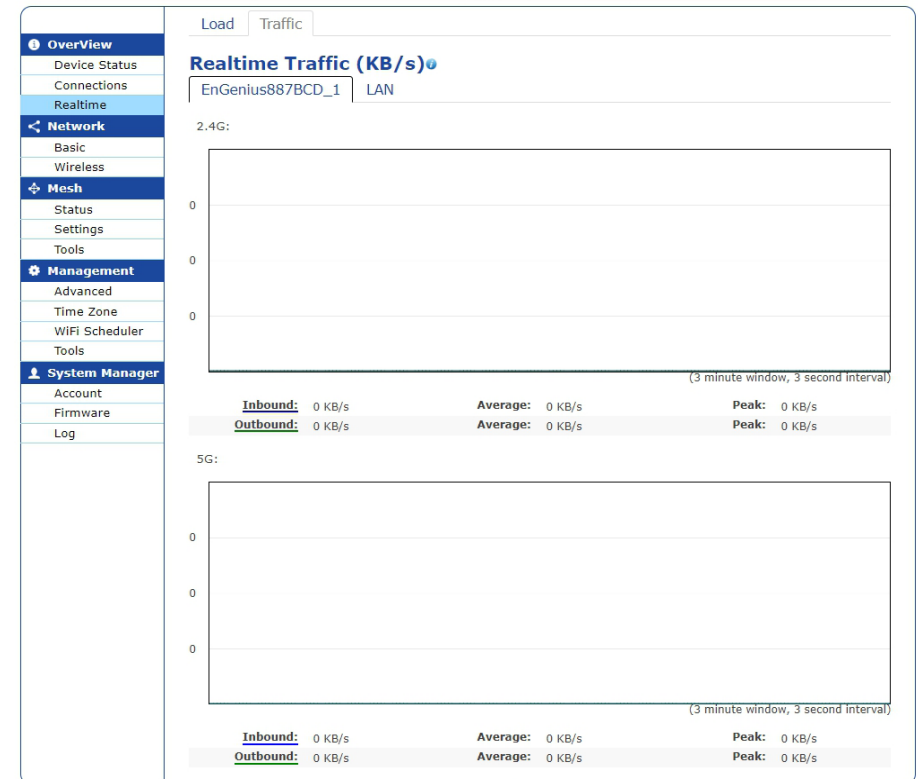 Load Traffic
OverView
Device Status
Connections
Realtime
Network
Basic
Wireless
Mesh
Status
Settings
Tools
Management
Advanced
Time Zone
WiFi Scheduler
Tools
System Manager
Account
Firmware
Log
Realtime Traffic (KB/s)
EnGenius887BCD_1 LAN
2.4G:
0
0
0
(3 minute window, 3 second interval)
Inbound: 0 KB/s Average: 0 KB/s Peak: 0 KB/s
Outbound: 0 KB/s Average: 0 KB/s Peak: 0 KB/s
5G:
0
0
0
(3 minute window, 3 second interval)
Inbound: 0 KB/s Average: 0 KB/s Peak: 0 KB/s
Outbound: 0 KB/s Average: 0 KB/s Peak: 0 KB/s